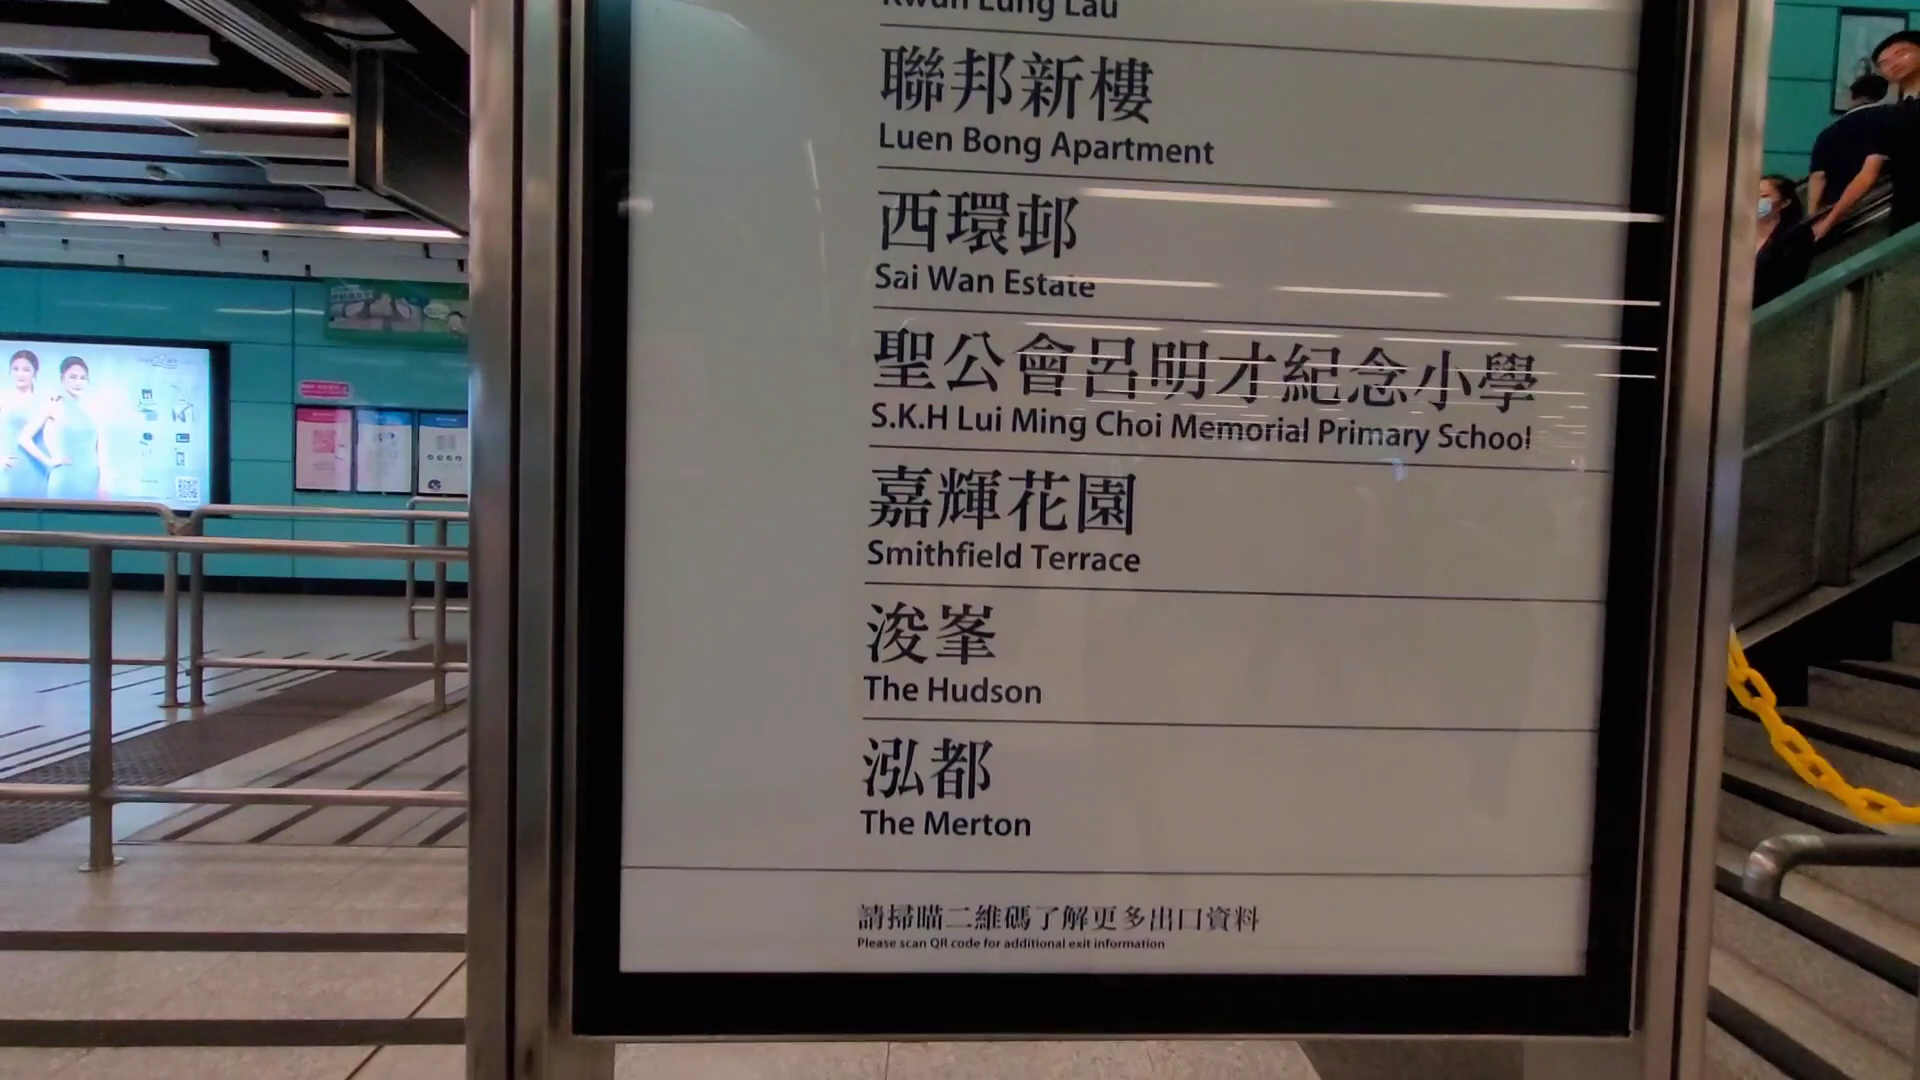 Kwun Lung Lau
聯邦新樓
Luen Bong Apartment
西環邨
Sai Wan Estate
聖公會呂明才紀念小學
S.K.H Lui Ming Choi Memorial Primary School
嘉輝花園
Smithfield Terrace
浚峯
The Hudson
泓都
The Merton
請掃瞄二維碼了解更多出口資料
Please scan QR code for additional exit information